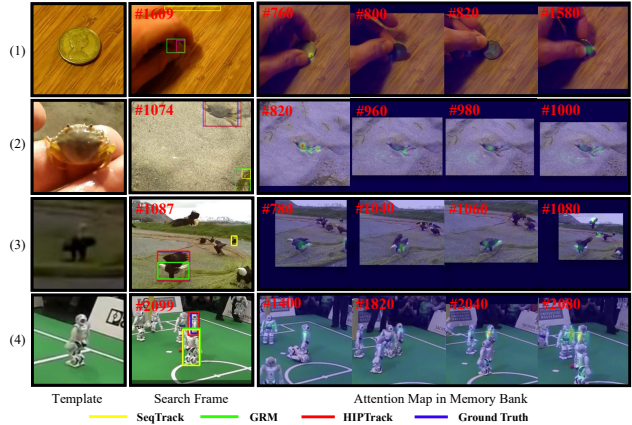 (1) #1609 #760 #800 #820 #1580
(2) #1074 #820 #960 #980 #1000
(3) #1087 #780 #1040 #1060 #1080
(4) #2099 #1400 #1820 #2040 #2080
Template Search Frame Attention Map in Memory Bank
SeqTrack GRM HIPTrack Ground Truth